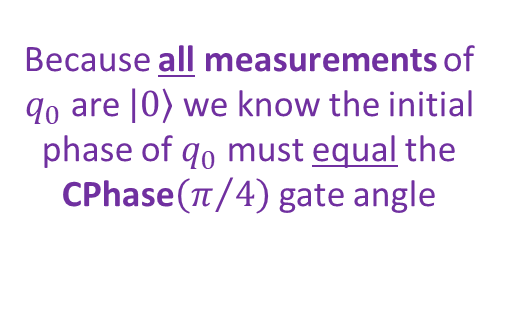 Because all measurements of
q₀ are |0⟩ we know the initial
phase of q₀ must equal the
CPhase(π/4) gate angle